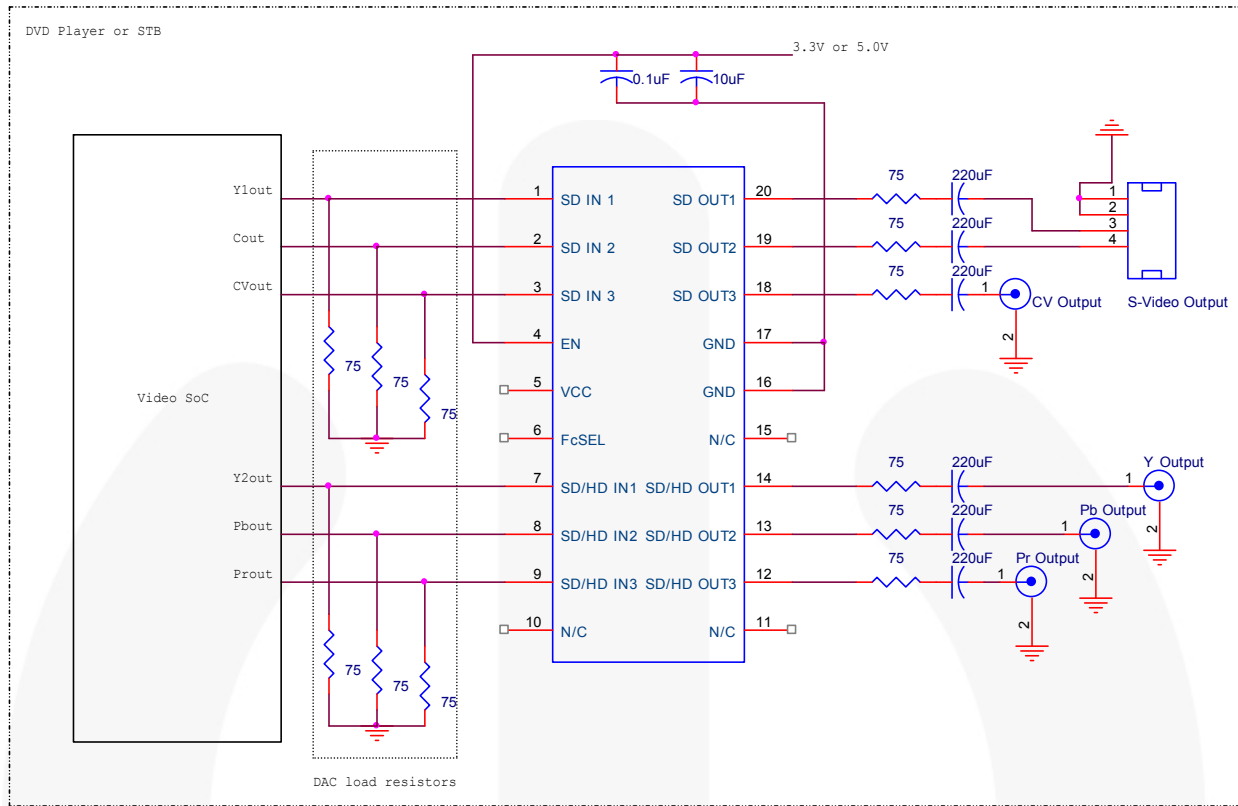 DVD Player or STB
3.3V or 5.0V
0.1uF
10uF
Video SoC
Y1out
Cout
CVout
Y2out
Pbout
Prout
75
75
75
75
75
75
DAC load resistors
1 SD IN 1
2 SD IN 2
3 SD IN 3
4 EN
5 VCC
6 FcSEL
7 SD/HD IN1
8 SD/HD IN2
9 SD/HD IN3
10 N/C
SD OUT1 20
SD OUT2 19
SD OUT3 18
GND 17
GND 16
N/C 15
SD/HD OUT1 14
SD/HD OUT2 13
SD/HD OUT3 12
N/C 11
75 220uF
75 220uF
75 220uF
1
2
3
4
S-Video Output
1 CV Output
2
75 220uF
1 Y Output
2
75 220uF
1 Pb Output
2
75 220uF
1 Pr Output
2